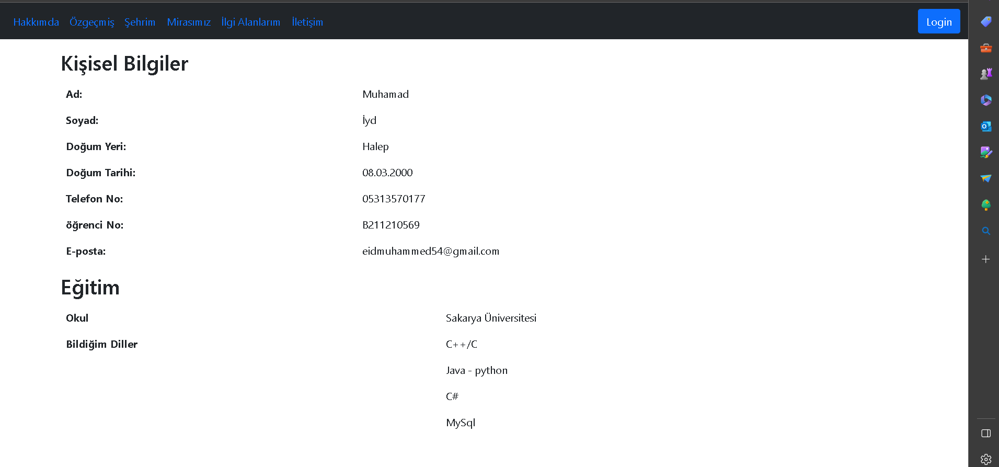 Hakkımda Özgeçmiş Şehrim Mirasımız İlgi Alanlarım İletişim Login
Kişisel Bilgiler
Ad: Muhamad
Soyad: İyd
Doğum Yeri: Halep
Doğum Tarihi: 08.03.2000
Telefon No: 05313570177
öğrenci No: B211210569
E-posta: eidmuhammed54@gmail.com
Eğitim
Okul Sakarya Üniversitesi
Bildiğim Diller C++/C
Java - python
C#
MySql